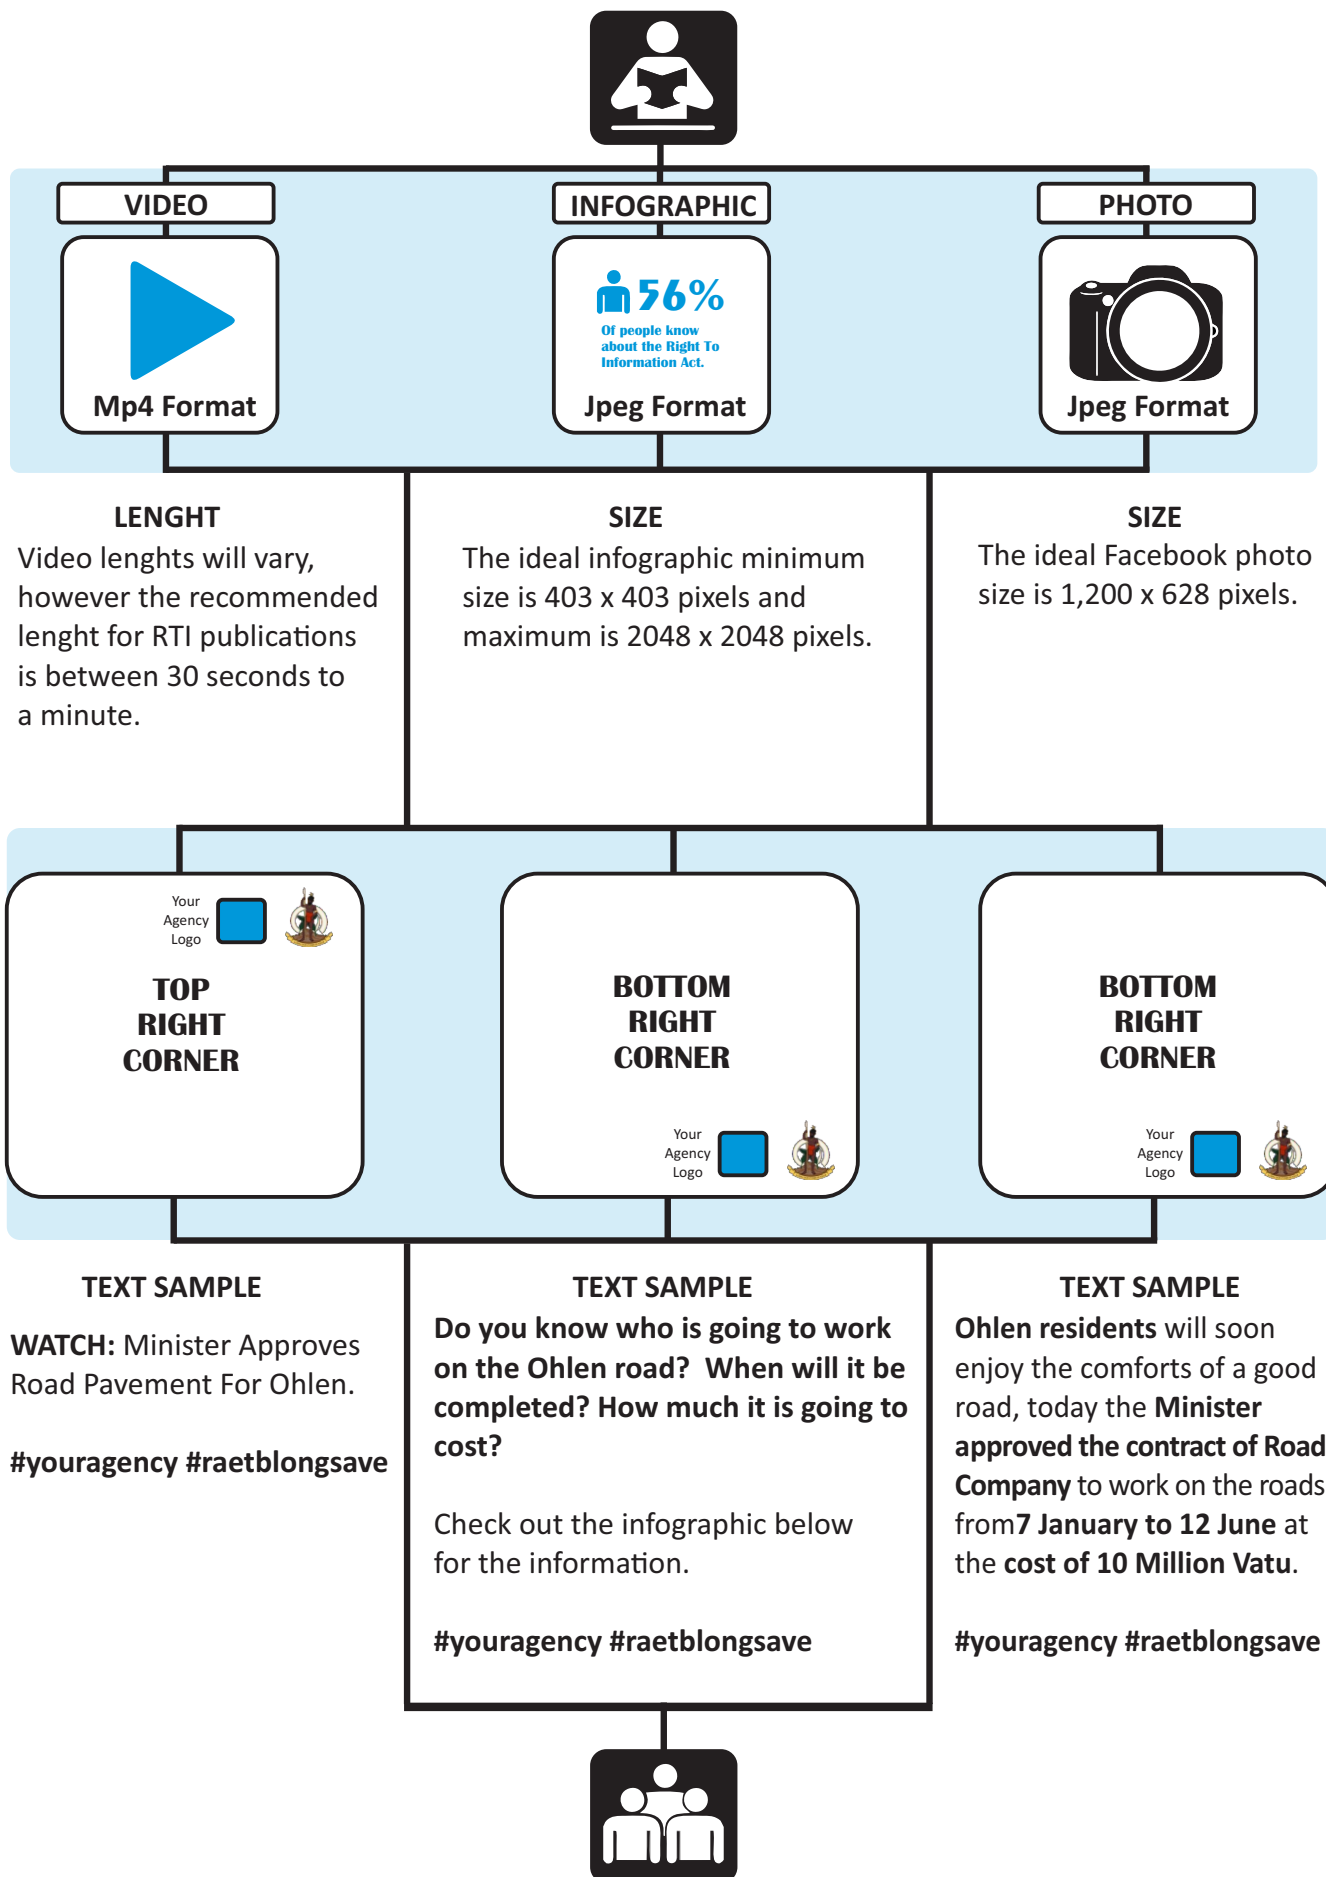 VIDEO
Mp4 Format
INFOGRAPHIC
56%
Of people know
about the Right To
Information Act.
Jpeg Format
PHOTO
Jpeg Format
LENGHT
Video lenghts will vary,
however the recommended
lenght for RTI publications
is between 30 seconds to
a minute.
SIZE
The ideal infographic minimum
size is 403 x 403 pixels and
maximum is 2048 x 2048 pixels.
SIZE
The ideal Facebook photo
size is 1,200 x 628 pixels.
Your
Agency
Logo
TOP
RIGHT
CORNER
BOTTOM
RIGHT
CORNER
Your
Agency
Logo
BOTTOM
RIGHT
CORNER
Your
Agency
Logo
TEXT SAMPLE
WATCH: Minister Approves
Road Pavement For Ohlen.
#youragency #raetblongsave
TEXT SAMPLE
Do you know who is going to work
on the Ohlen road?  When will it be
completed? How much it is going to
cost?
Check out the infographic below
for the information.
#youragency #raetblongsave
TEXT SAMPLE
Ohlen residents will soon
enjoy the comforts of a good
road, today the Minister
approved the contract of Road
Company to work on the roads
from7 January to 12 June at
the cost of 10 Million Vatu.
#youragency #raetblongsave